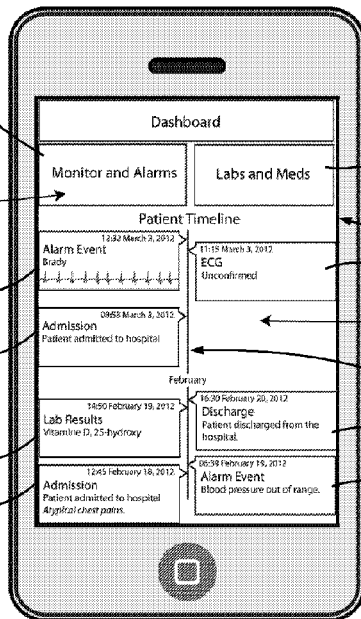 Dashboard
Monitor and Alarms
Labs and Meds
Patient Timeline
12:32 March 3, 2012
Alarm Event
Brady
11:15 March 3, 2012
ECG
Unconfirmed
09:58 March 3, 2012
Admission
Patient admitted to hospital
February
16:30 February 20, 2012
Discharge
Patient discharged from the
hospital.
14:50 February 19, 2012
Lab Results
Vitamine D, 25-hydroxy
06:39 February 19, 2012
Alarm Event
Blood pressure out of range.
12:45 February 18, 2012
Admission
Patient admitted to hospital
Atypical chest pains.